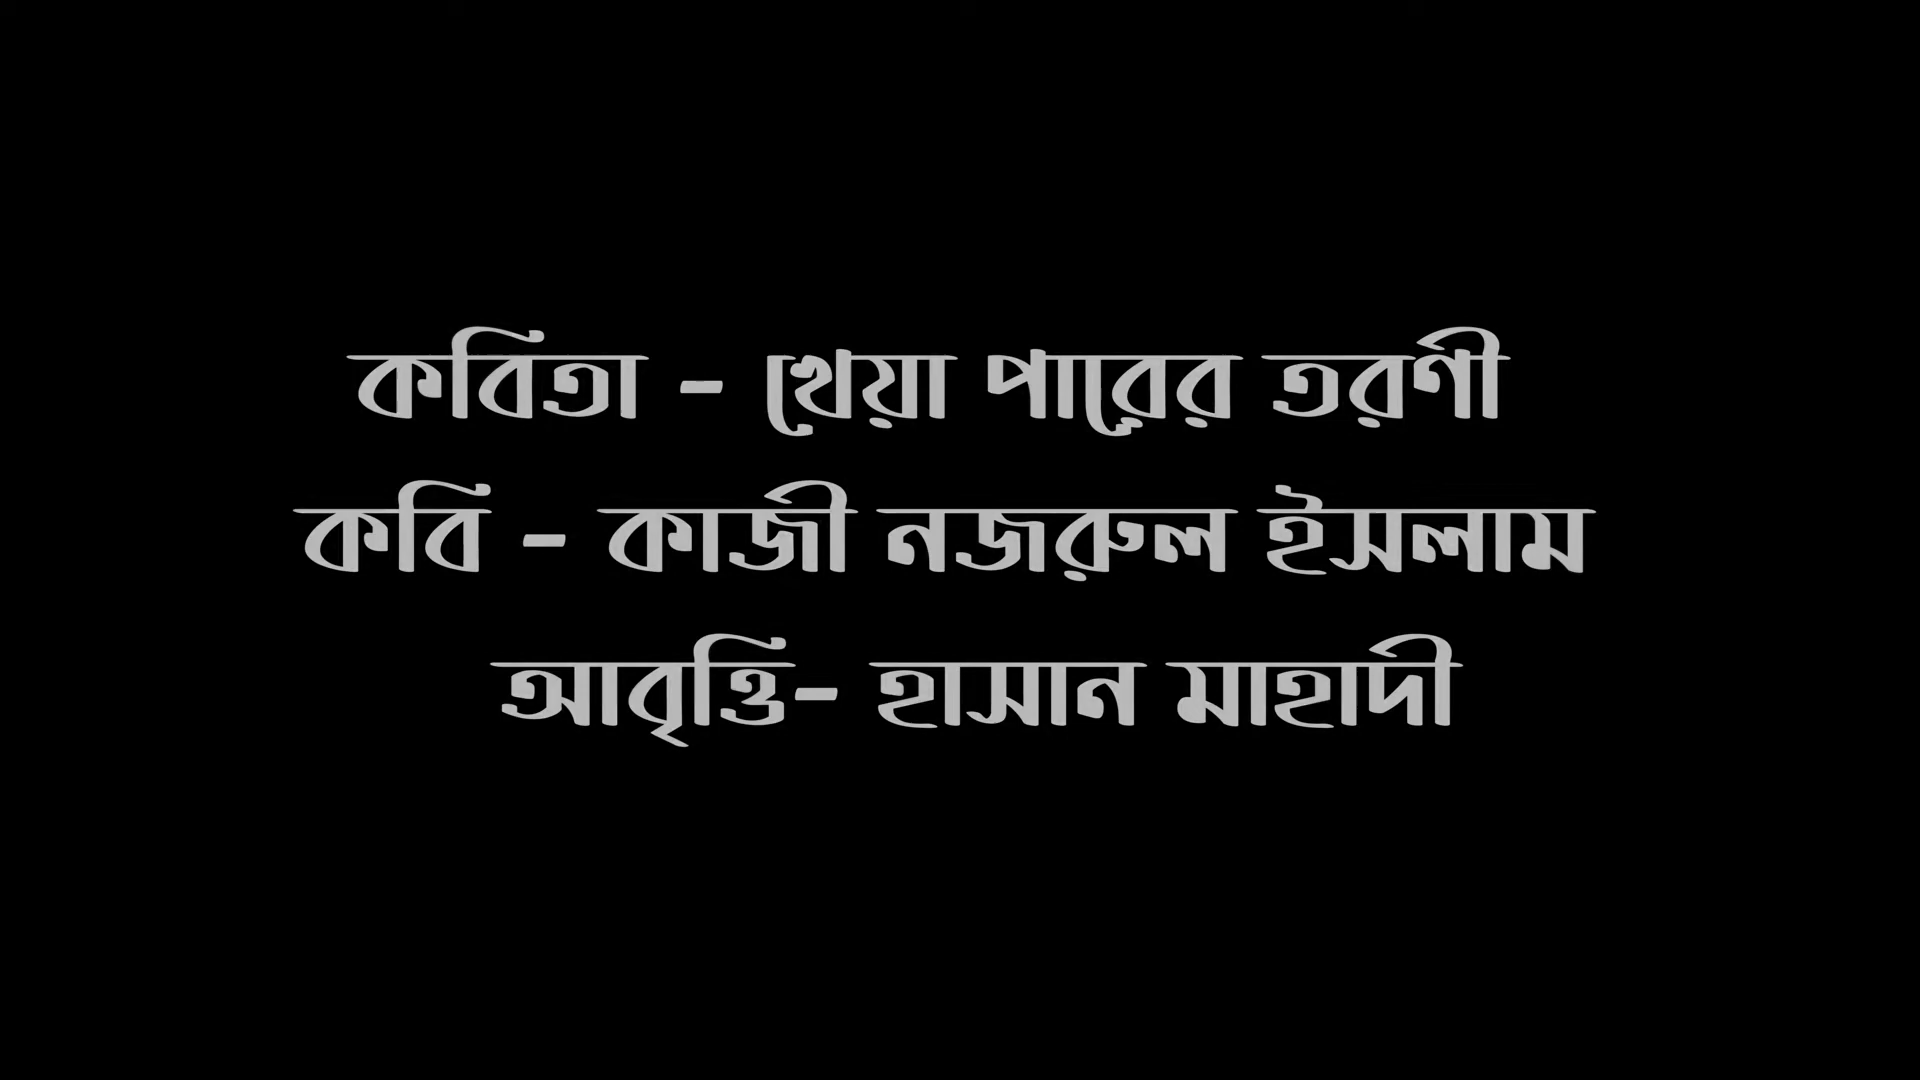 কবিতা - খেয়া পারের তরণী
কবি - কাজী নজরুল ইসলাম
আবৃত্তি- হাসান মাহাদী